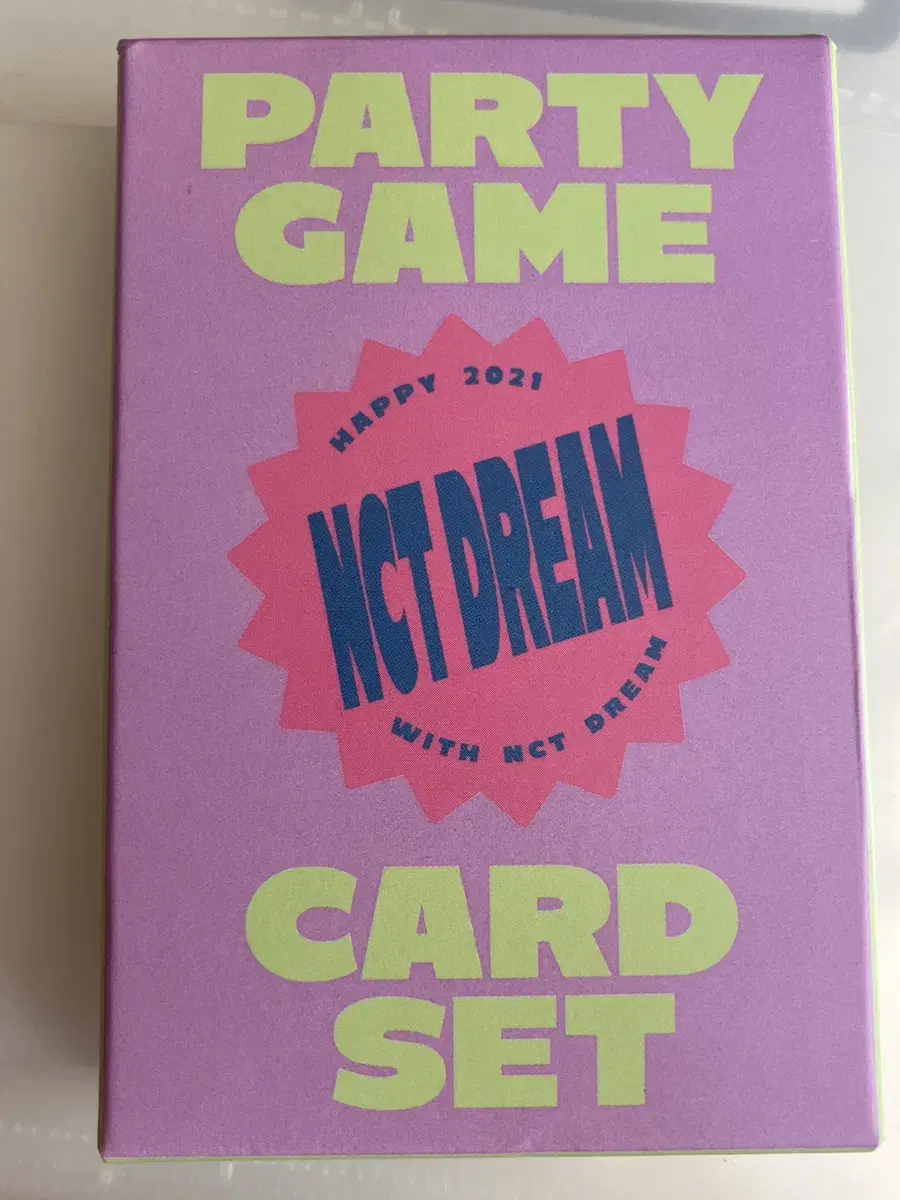 PARTY
GAME
HAPPY 2021
NCT DREAM
WITH NCT DREAM
CARD
SET